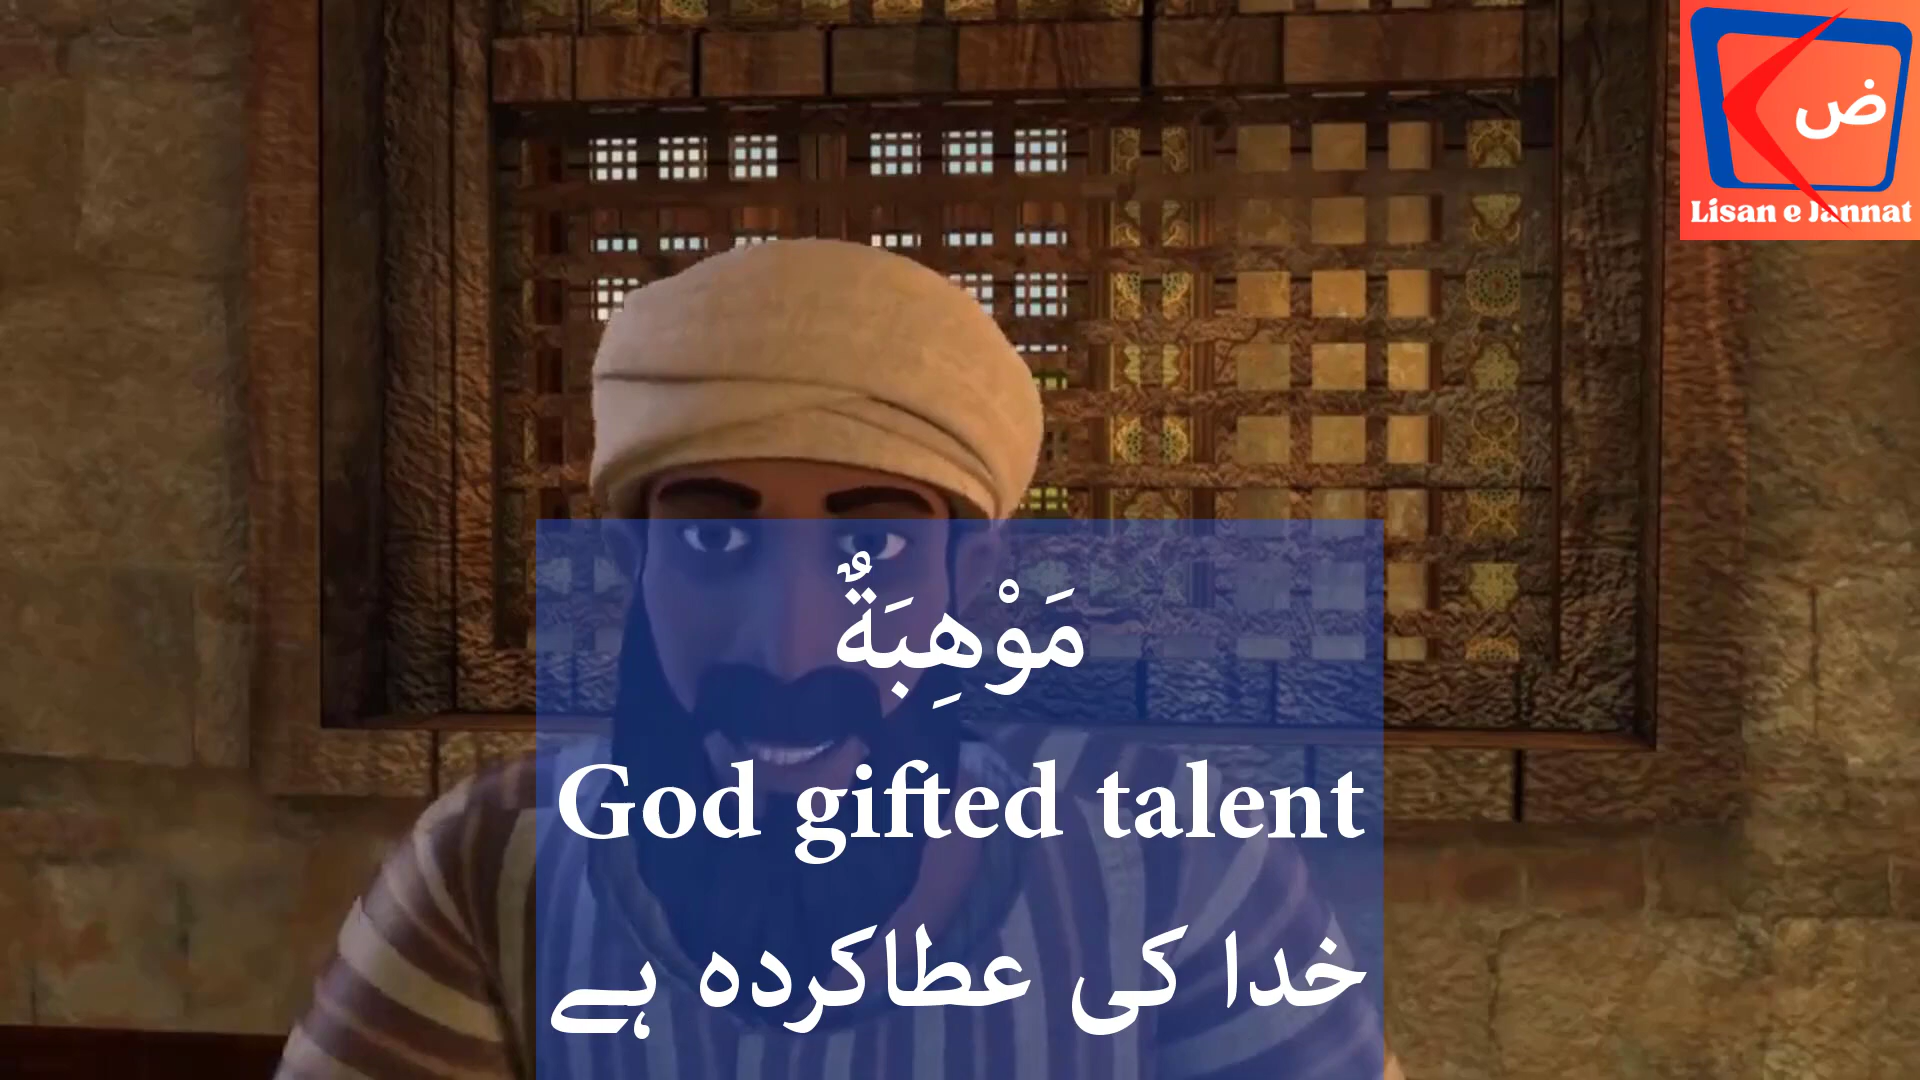 ض
Lisan e Jannat
مَوْهِبَةٌ
God gifted talent
خدا کی عطاکردہ ہے